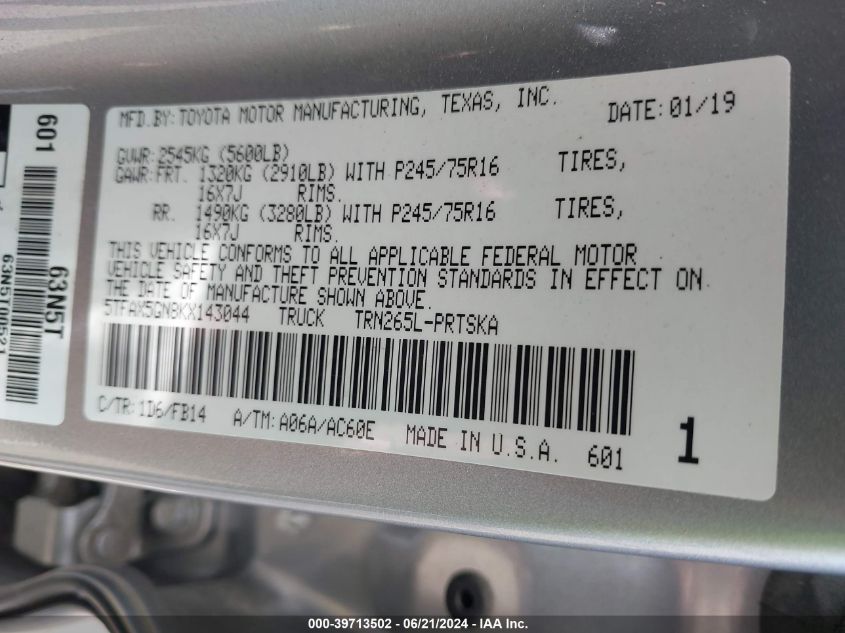 MFD.BY: TOYOTA MOTOR MANUFACTURING, TEXAS, INC. DATE: 01/19
GVWR: 2545KG (5600LB)
GAWR: FRT. 1320KG (2910LB) WITH P245/75R16 TIRES,
16X7J RIMS.
RR. 1490KG (3280LB) WITH P245/75R16 TIRES,
16X7J RIMS.
THIS VEHICLE CONFORMS TO ALL APPLICABLE FEDERAL MOTOR
VEHICLE SAFETY AND THEFT PREVENTION STANDARDS IN EFFECT ON
THE DATE OF MANUFACTURE SHOWN ABOVE.
5TFAX5GN9KX143044 TRUCK TRN265L-PRTSKA
C/TR: 1D6/FB14 A/TM: A06A/AC60E MADE IN U.S.A. 601
1
601
63N5T
63N5T00521
000-39713502 - 06/21/2024 - IAA Inc.